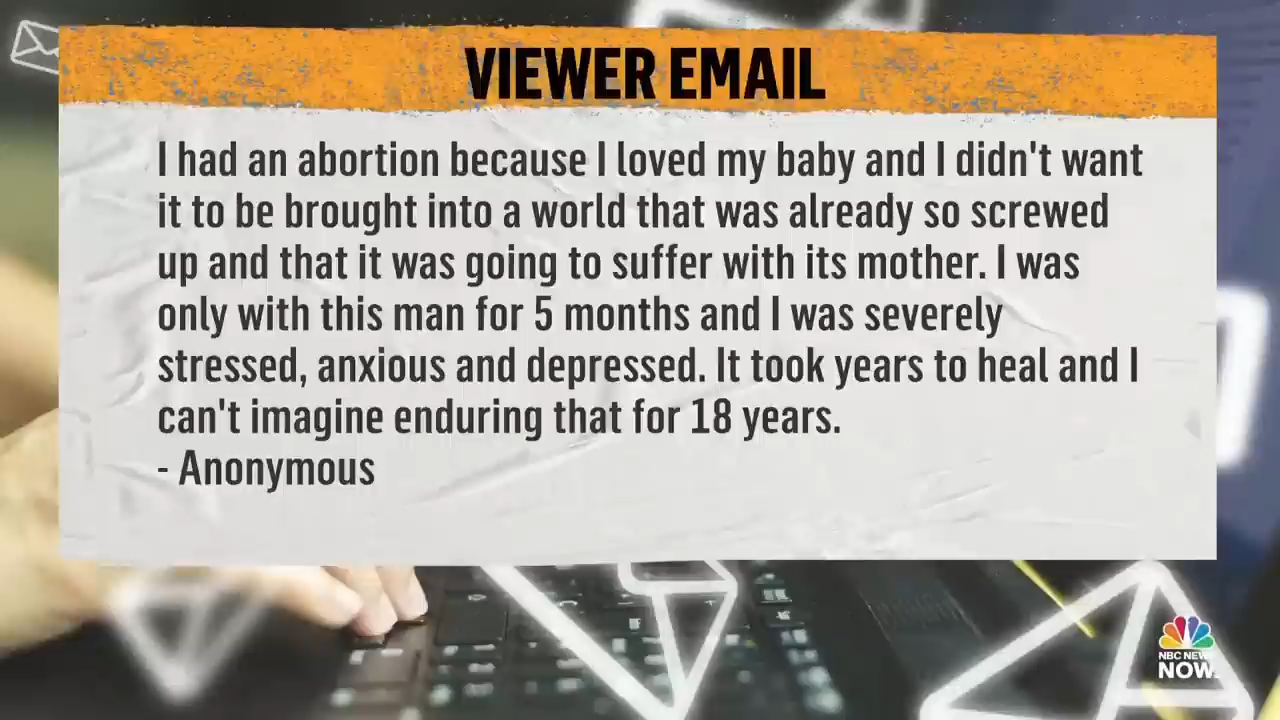 VIEWER EMAIL
I had an abortion because I loved my baby and I didn't want
it to be brought into a world that was already so screwed
up and that it was going to suffer with its mother. I was
only with this man for 5 months and I was severely
stressed, anxious and depressed. It took years to heal and I
can't imagine enduring that for 18 years.
- Anonymous
NBC NEWS
NOW